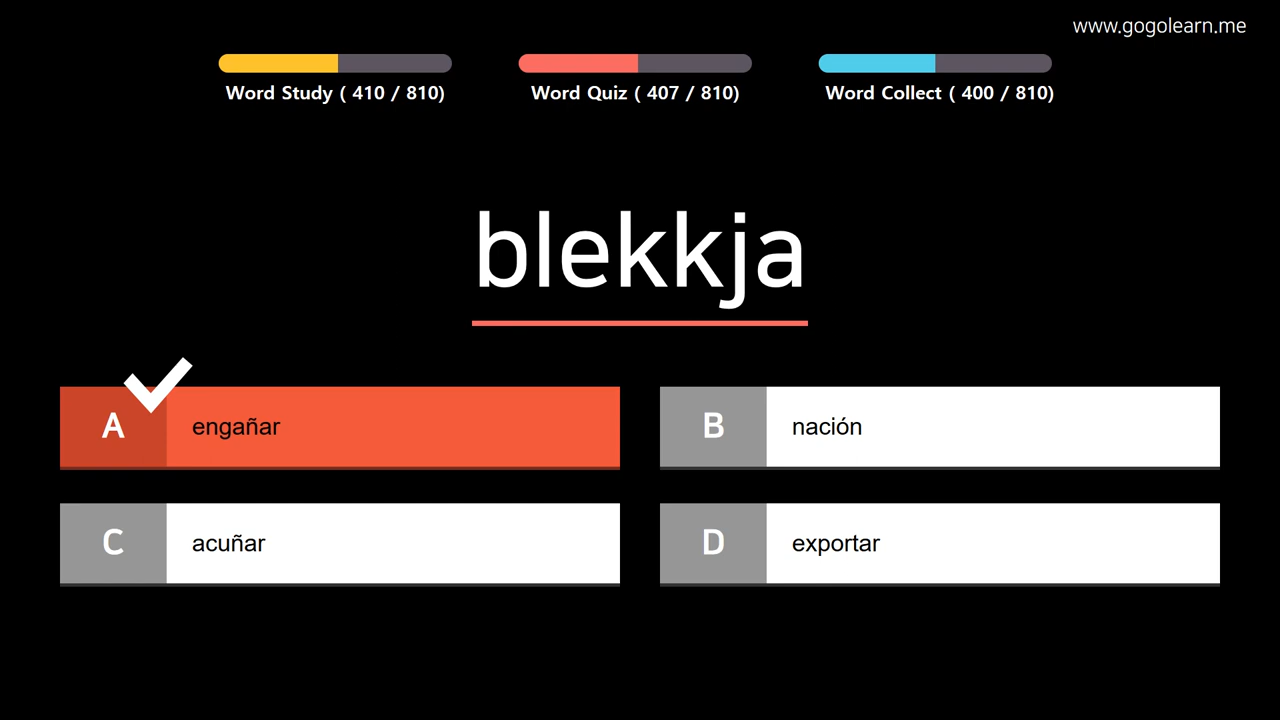 www.gogolearn.me
Word Study ( 410 / 810)
Word Quiz ( 407 / 810)
Word Collect ( 400 / 810)
blekkja
A engañar
B nación
C acuñar
D exportar